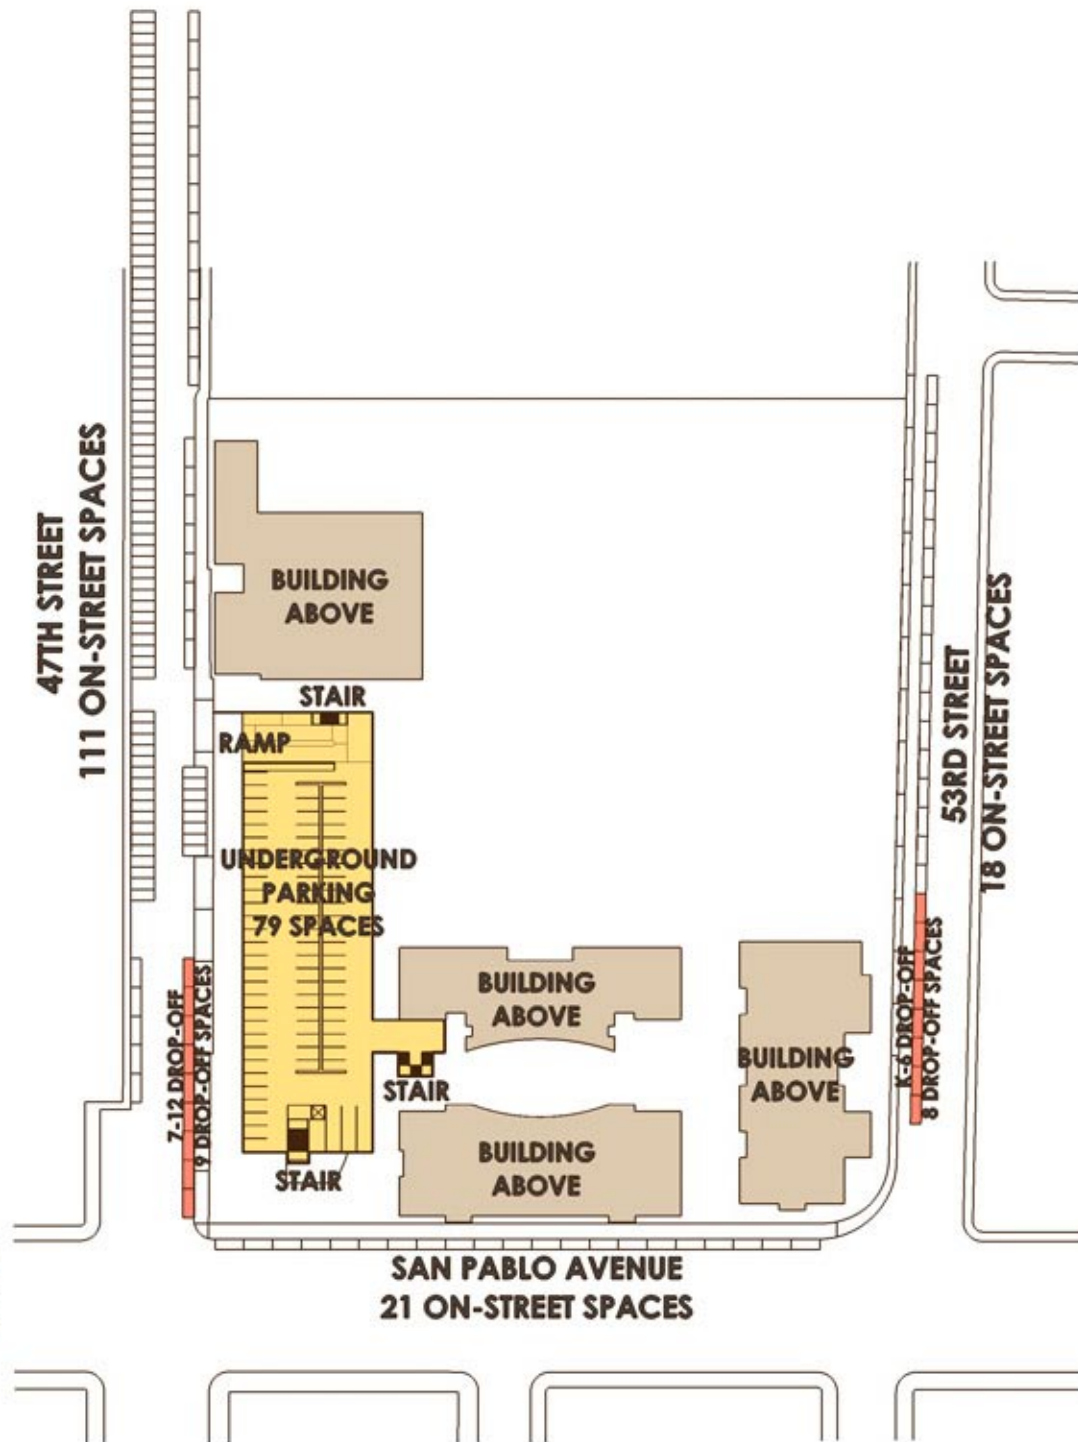 47TH STREET
111 ON-STREET SPACES
BUILDING
ABOVE
STAIR
RAMP
UNDERGROUND
PARKING
79 SPACES
53RD STREET
18 ON-STREET SPACES
7-12 DROP-OFF
9 DROP-OFF SPACES
BUILDING
ABOVE
STAIR
BUILDING
ABOVE
K-6 DROP-OFF
8 DROP-OFF SPACES
BUILDING
ABOVE
STAIR
SAN PABLO AVENUE
21 ON-STREET SPACES